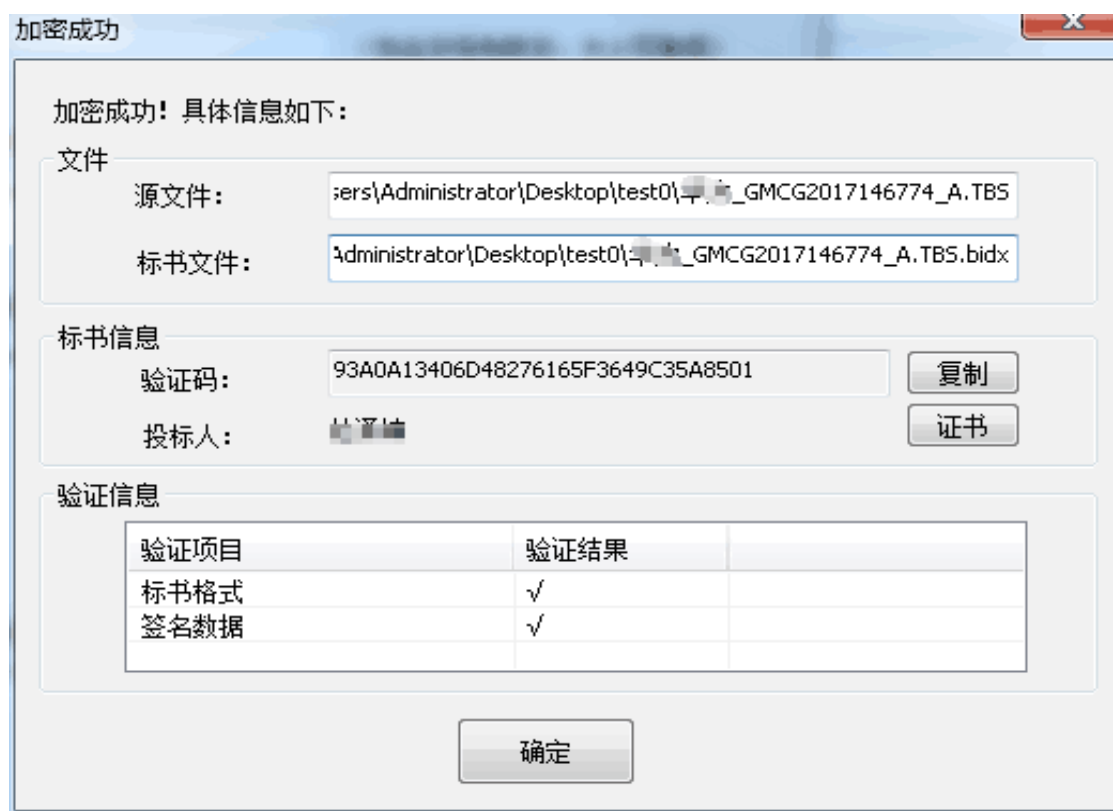 加密成功
加密成功！具体信息如下：
文件
源文件： sers\Administrator\Desktop\test0\ _GMCG2017146774_A.TBS
标书文件： Administrator\Desktop\test0\ _GMCG2017146774_A.TBS.bidx
标书信息
验证码： 93A0A13406D48276165F3649C35A8501 复制
投标人： 证书
验证信息
验证项目 验证结果
标书格式 √
签名数据 √
确定